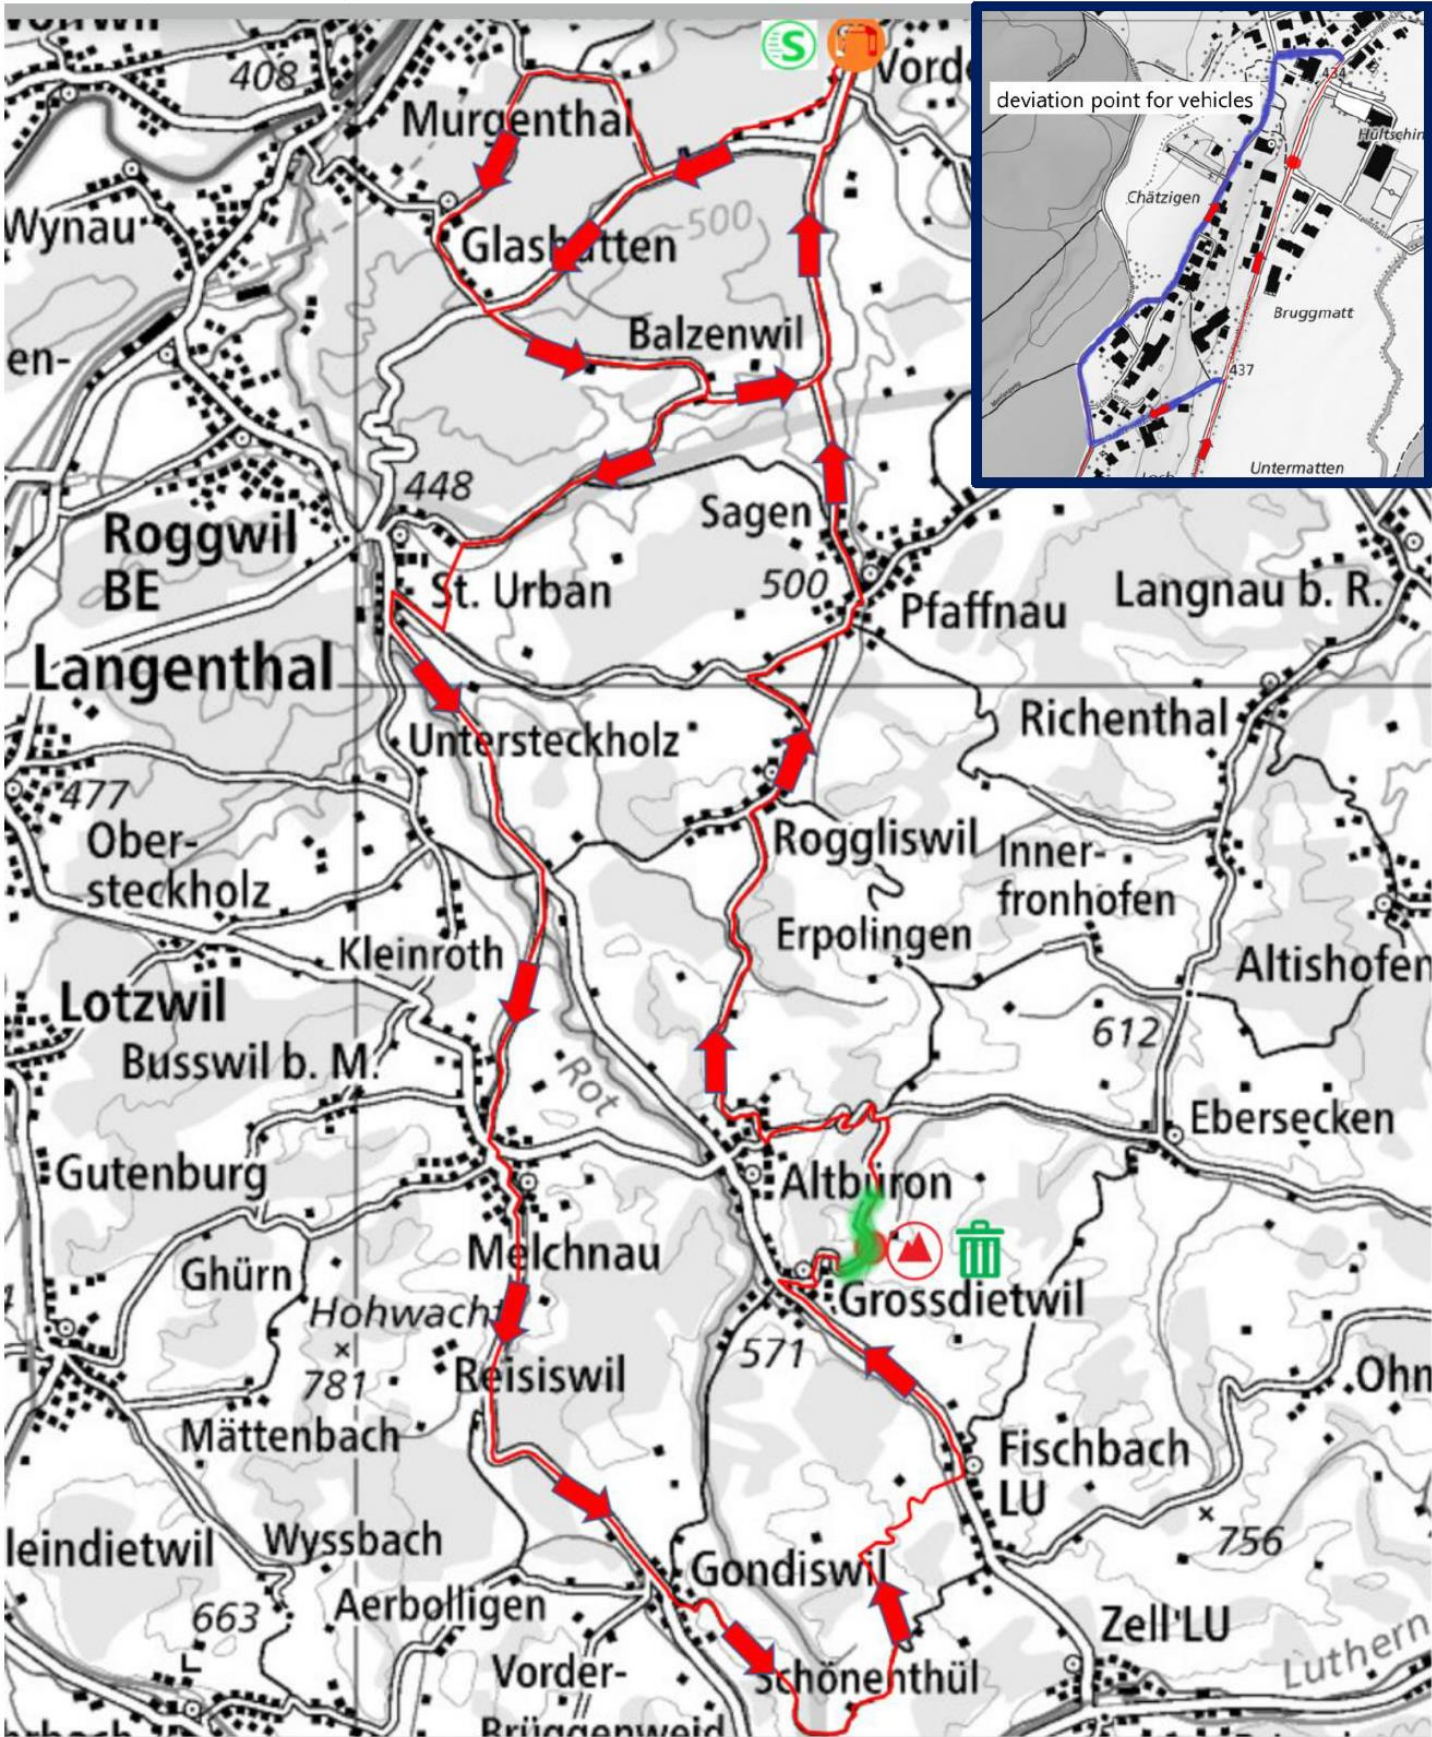 408
Murgenthal
S
Vord
deviation point for vehicles
434
Hültschin
Chätzigen
Bruggmatt
437
Untermatten
Wynau
Glashütten
500
en-
Balzenwil
448
Sagen
Roggwil
BE
St. Urban
500
Pfaffnau
Langnau b. R.
Langenthal
Richenthal
Untersteckholz
477
Ober-
steckholz
Roggliswil
Inner-
fronhofen
Erpolingen
Kleinroth
Altishofen
Lotzwil
612
Busswil b. M.
Rot
Ebersecken
Gutenburg
Altbüron
Melchnau
Ghürn
Hohwacht
Grossdietwil
571
781
Reisiswil
Ohm
Mättenbach
Fischbach
LU
leindietwil
Wyssbach
756
Gondiswil
Aerbolligen
663
Zell LU
Vorder-
Schönenthül
Luthern
Brüggenweid